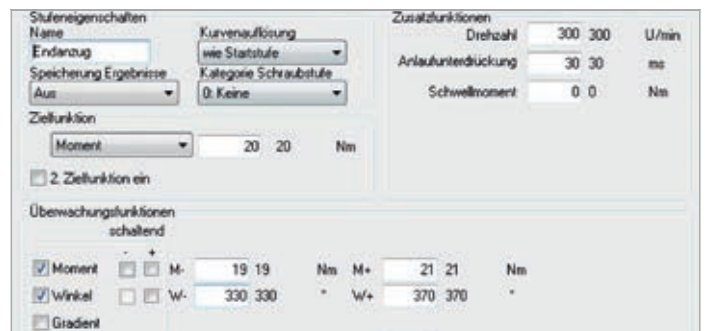 Stufeneigenschaften
Name
Endanzug
Kurvenauflösung
wie Startstufe
Speicherung Ergebnisse
Aus
Kategorie Schraubstufe
0: Keine
Zusatzfunktionen
Drehzahl 300 300 U/min
Anlaufunterdrückung 30 30 ms
Schwellmoment 0 0 Nm
Zielfunktion
Moment 20 20 Nm
2. Zielfunktion ein
Überwachungsfunktionen
schaltend
- +
Moment M- 19 19 Nm M+ 21 21 Nm
Winkel W- 330 330 ° W+ 370 370 °
Gradient